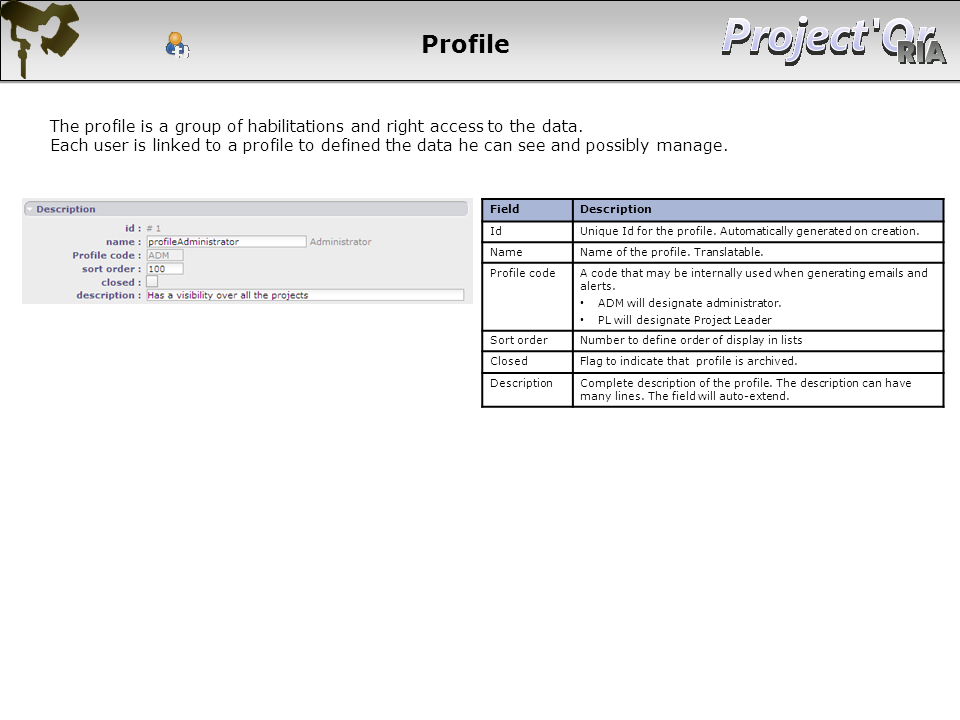 Profile
Project'Or
RIA
The profile is a group of habilitations and right access to the data.
Each user is linked to a profile to defined the data he can see and possibly manage.
Description
id : # 1
name : profileAdministrator Administrator
Profile code : ADM
sort order : 100
closed :
description : Has a visibility over all the projects
Field Description
Id Unique Id for the profile. Automatically generated on creation.
Name Name of the profile. Translatable.
Profile code A code that may be internally used when generating emails and
alerts.
• ADM will designate administrator.
• PL will designate Project Leader
Sort order Number to define order of display in lists
Closed Flag to indicate that profile is archived.
Description Complete description of the profile. The description can have
many lines. The field will auto-extend.